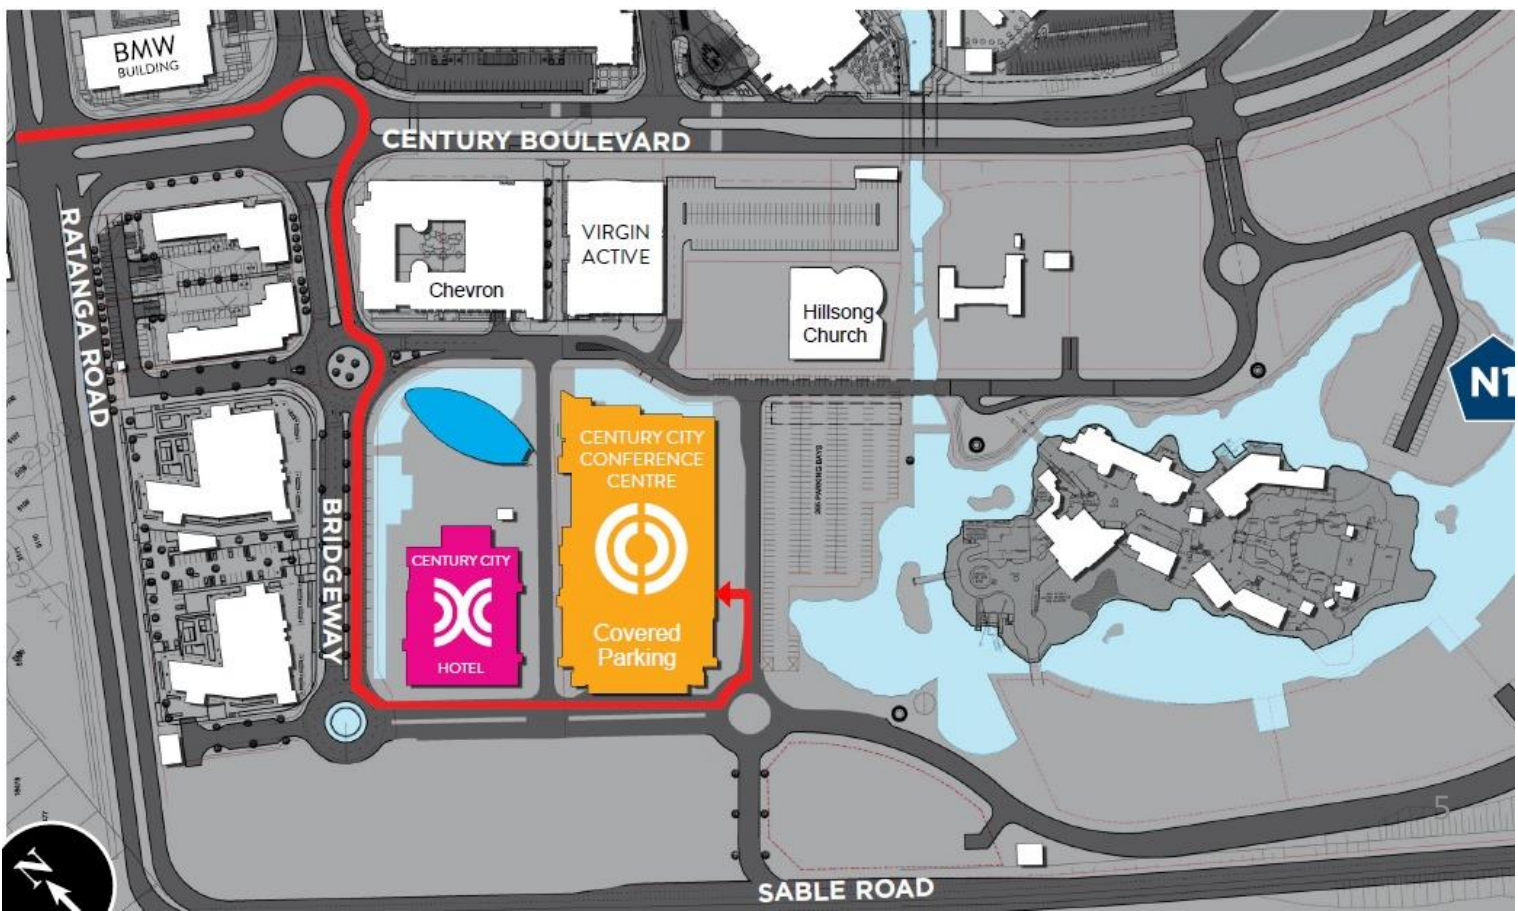 BMW
BUILDING
CENTURY BOULEVARD
RATANGA ROAD
VIRGIN
ACTIVE
Chevron
Hillsong
Church
N1
CENTURY CITY
CONFERENCE
CENTRE
BRIDGEWAY
CENTURY CITY
HOTEL
Covered
Parking
5
N
SABLE ROAD